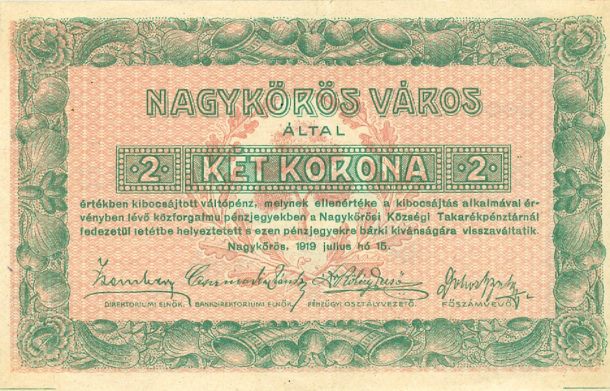 NAGYKŐRÖS VÁROS
ÁLTAL
·2· KÉT KORONA ·2·
értékben kibocsájtott váltópénz, melynek ellenértéke a kibocsájtás alkalmával ér-
vényben lévő közforgalmu pénzjegyekben a Nagykőrösi Községi Takarékpénztárnál
fedezetül letétbe helyeztetett s ezen pénzjegyekre bárki kivánságára visszaváltatik.
Nagykőrös, 1919 julius hó 15.
DIREKTORIUMI ELNÖK. BANKDIREKTORIUMI ELNÖK. PÉNZÜGYI OSZTÁLYVEZETŐ. FŐSZÁMVEVŐ.